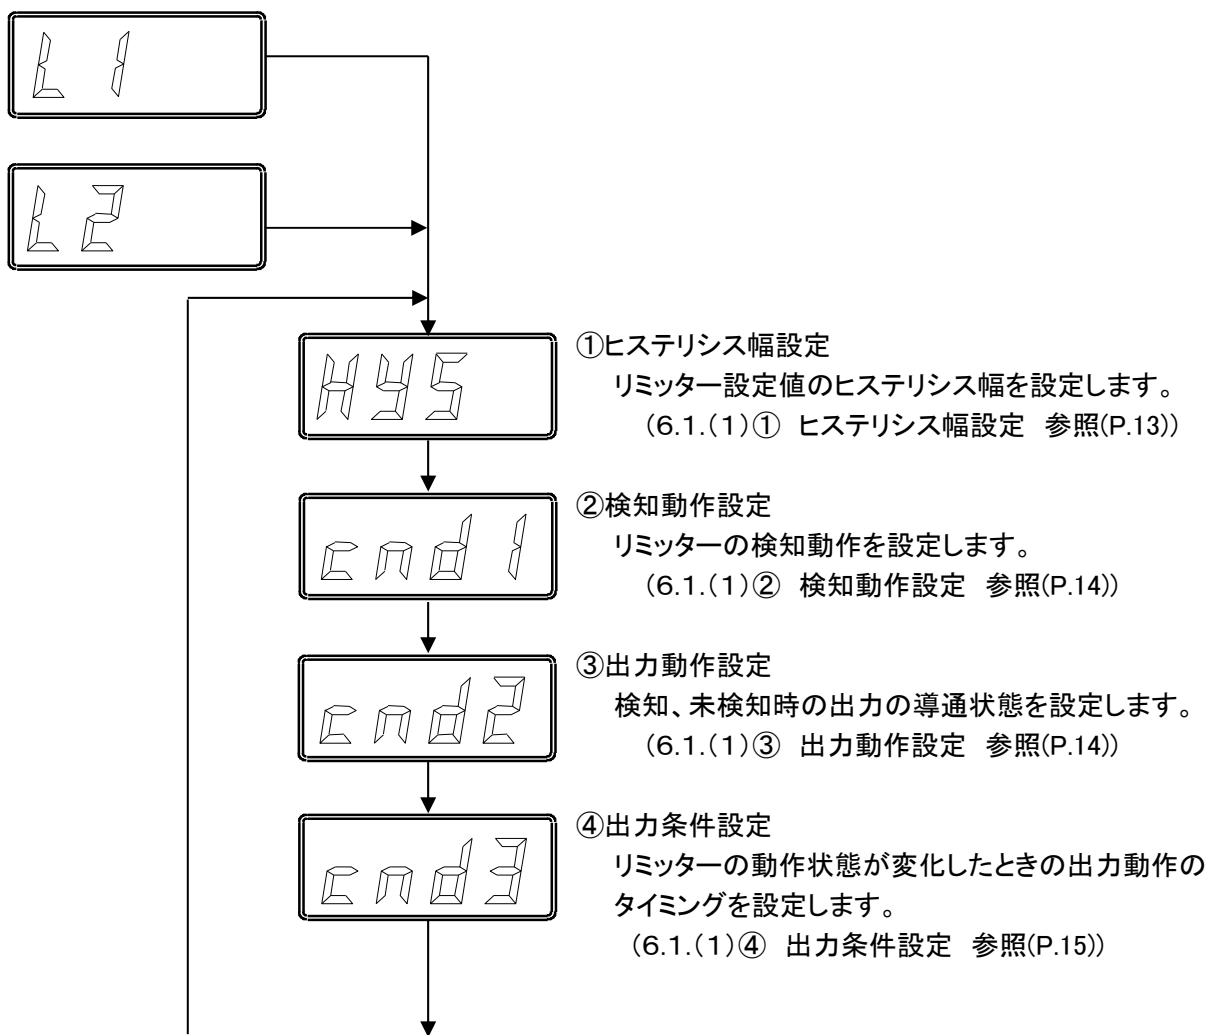 L1
L2
HYS
①ヒステリシス幅設定
リミッター設定値のヒステリシス幅を設定します。
(6.1.(1)① ヒステリシス幅設定 参照(P.13))
cnd1
②検知動作設定
リミッターの検知動作を設定します。
(6.1.(1)② 検知動作設定 参照(P.14))
cnd2
③出力動作設定
検知、未検知時の出力の導通状態を設定します。
(6.1.(1)③ 出力動作設定 参照(P.14))
cnd3
④出力条件設定
リミッターの動作状態が変化したときの出力動作の
タイミングを設定します。
(6.1.(1)④ 出力条件設定 参照(P.15))